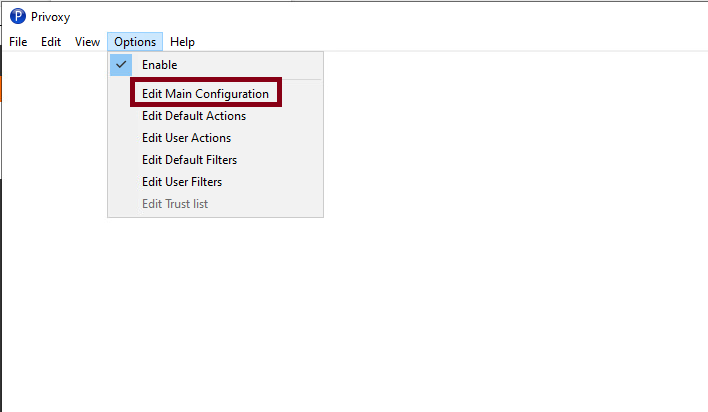 P Privoxy
File Edit View Options Help
Enable
Edit Main Configuration
Edit Default Actions
Edit User Actions
Edit Default Filters
Edit User Filters
Edit Trust list